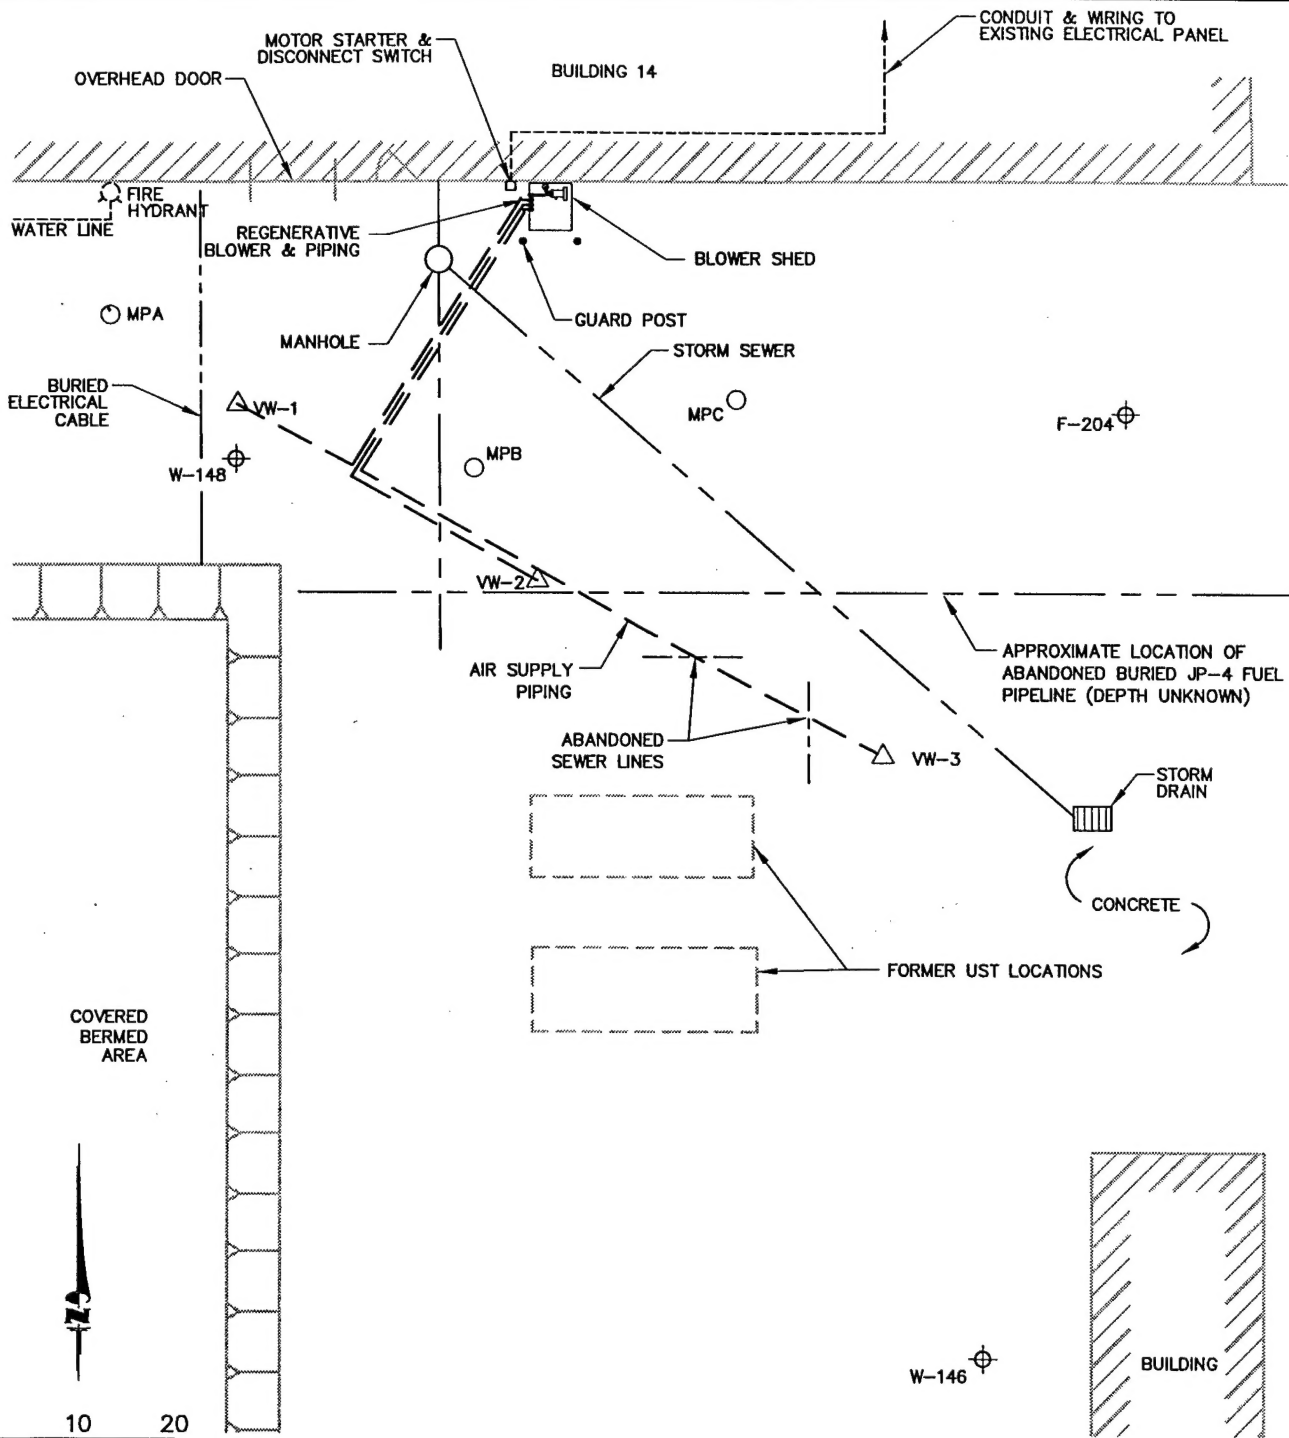 CONDUIT & WIRING TO
EXISTING ELECTRICAL PANEL
MOTOR STARTER &
DISCONNECT SWITCH
BUILDING 14
OVERHEAD DOOR
FIRE
HYDRANT
WATER LINE
REGENERATIVE
BLOWER & PIPING
BLOWER SHED
MPA
GUARD POST
MANHOLE
STORM SEWER
BURIED
ELECTRICAL
CABLE
VW-1
MPC
F-204
MPB
W-148
VW-2
AIR SUPPLY
PIPING
APPROXIMATE LOCATION OF
ABANDONED BURIED JP-4 FUEL
PIPELINE (DEPTH UNKNOWN)
ABANDONED
SEWER LINES
VW-3
STORM
DRAIN
CONCRETE
FORMER UST LOCATIONS
COVERED
BERMED
AREA
N
W-146
BUILDING
10 20